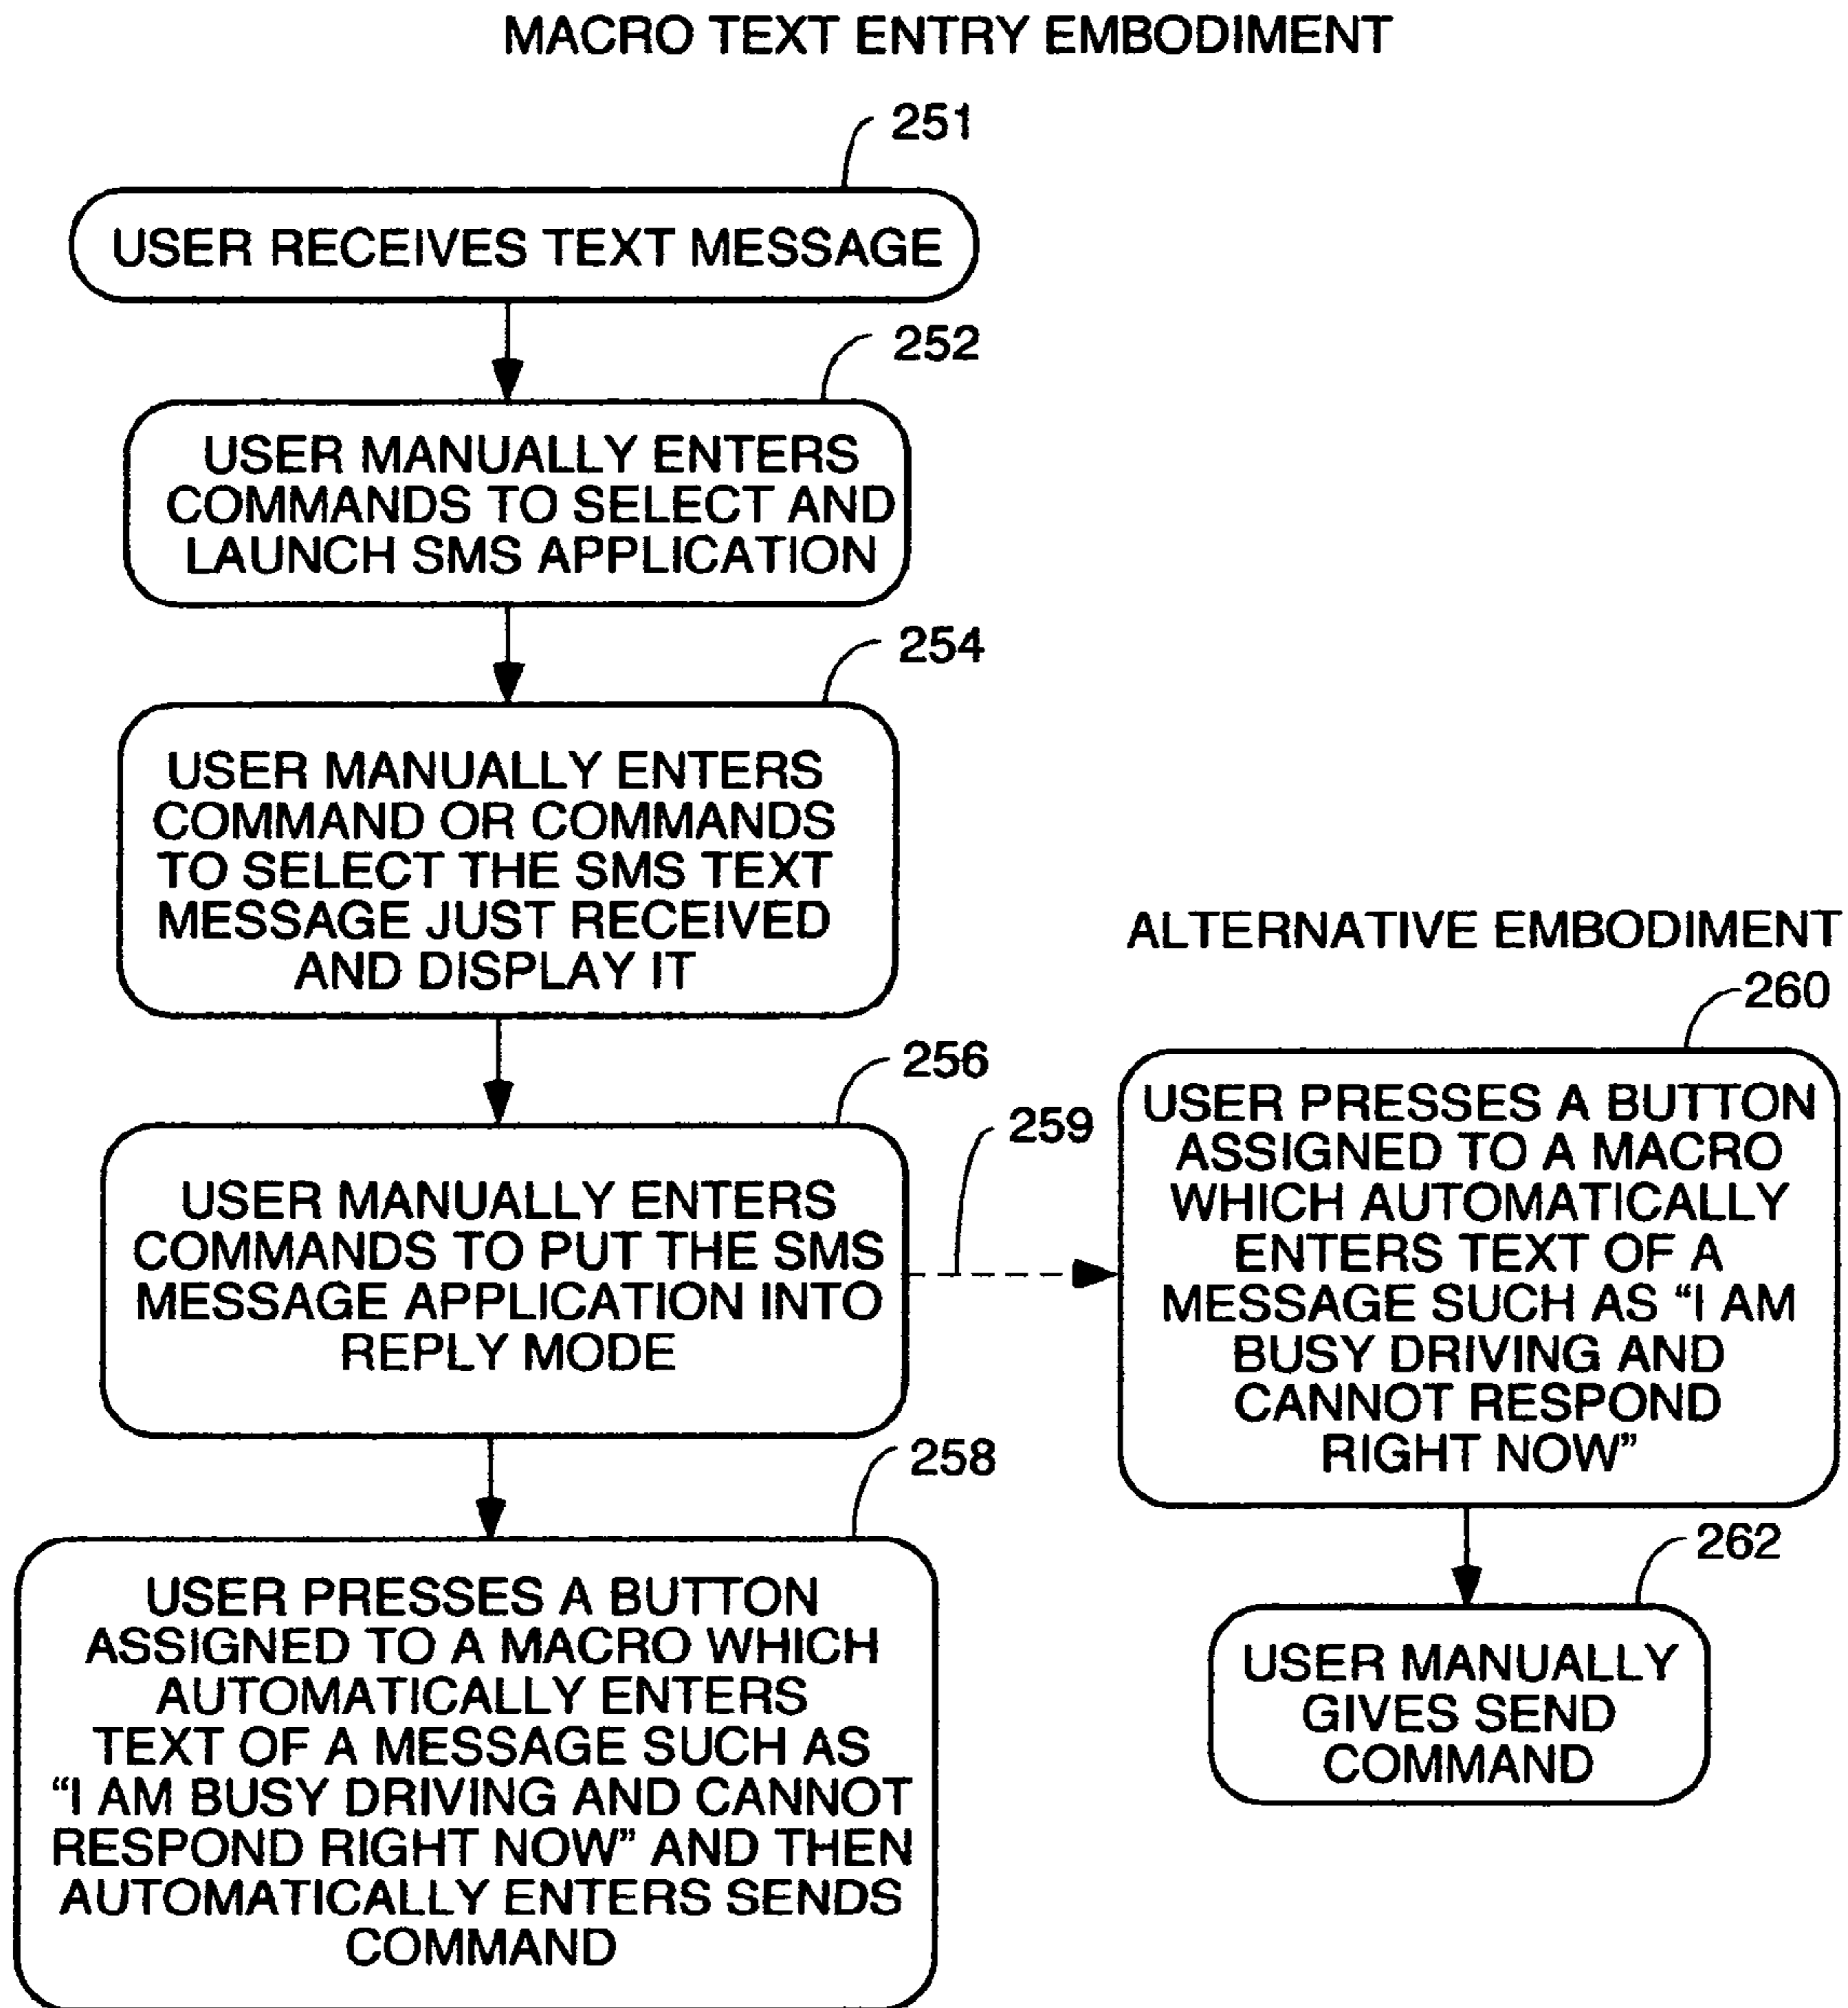 MACRO TEXT ENTRY EMBODIMENT
251
USER RECEIVES TEXT MESSAGE
252
USER MANUALLY ENTERS
COMMANDS TO SELECT AND
LAUNCH SMS APPLICATION
254
USER MANUALLY ENTERS
COMMAND OR COMMANDS
TO SELECT THE SMS TEXT
MESSAGE JUST RECEIVED
AND DISPLAY IT
256
USER MANUALLY ENTERS
COMMANDS TO PUT THE SMS
MESSAGE APPLICATION INTO
REPLY MODE
258
USER PRESSES A BUTTON
ASSIGNED TO A MACRO WHICH
AUTOMATICALLY ENTERS
TEXT OF A MESSAGE SUCH AS
“I AM BUSY DRIVING AND CANNOT
RESPOND RIGHT NOW” AND THEN
AUTOMATICALLY ENTERS SENDS
COMMAND
259
ALTERNATIVE EMBODIMENT
260
USER PRESSES A BUTTON
ASSIGNED TO A MACRO
WHICH AUTOMATICALLY
ENTERS TEXT OF A
MESSAGE SUCH AS “I AM
BUSY DRIVING AND
CANNOT RESPOND
RIGHT NOW”
262
USER MANUALLY
GIVES SEND
COMMAND